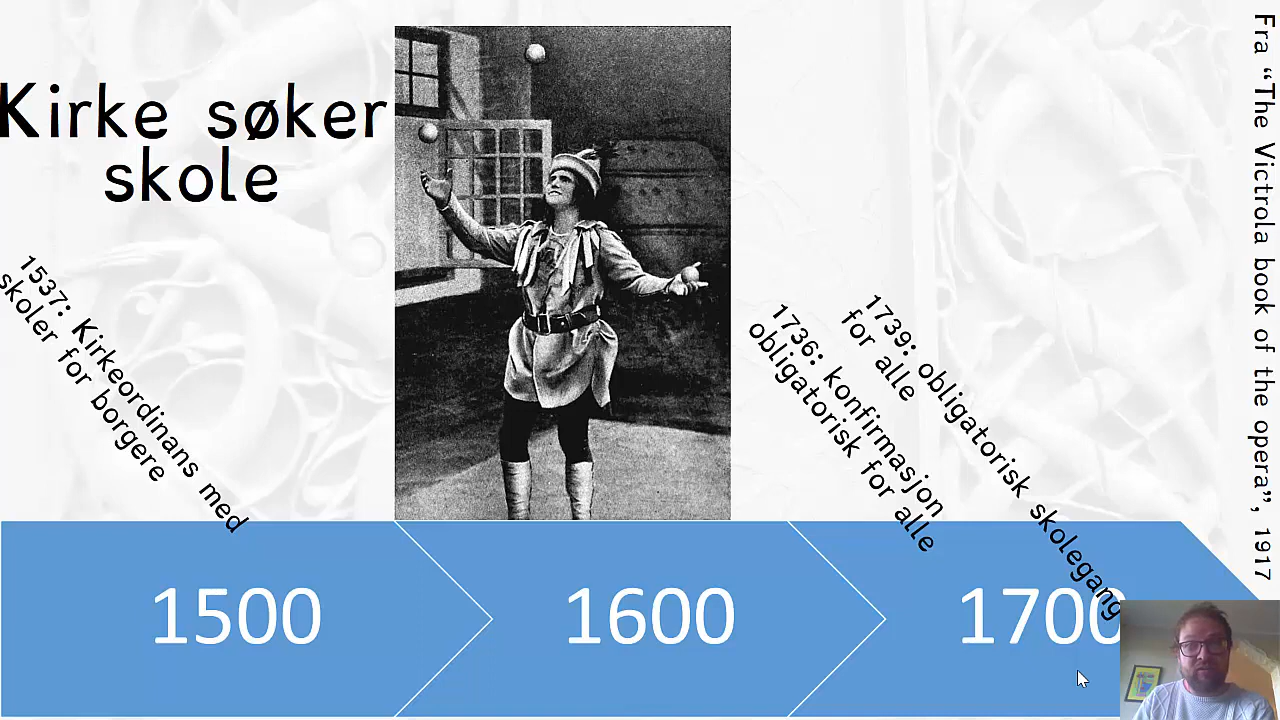 Kirke søker
skole
1537: Kirkeordinans med
skoler for borgere
1736: konfirmasjon
obligatorisk for alle
1739: obligatorisk skolegang
for alle
Fra “The Victrola book of the opera”, 1917
1500
1600
1700